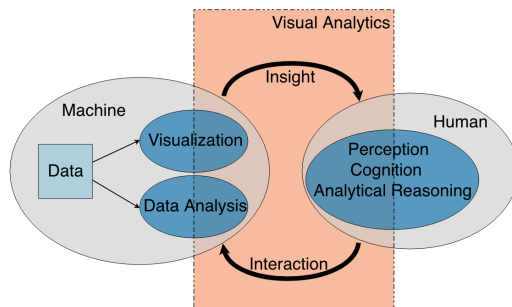 Visual Analytics
Insight
Machine
Human
Visualization
Data
Perception
Cognition
Analytical Reasoning
Data Analysis
Interaction